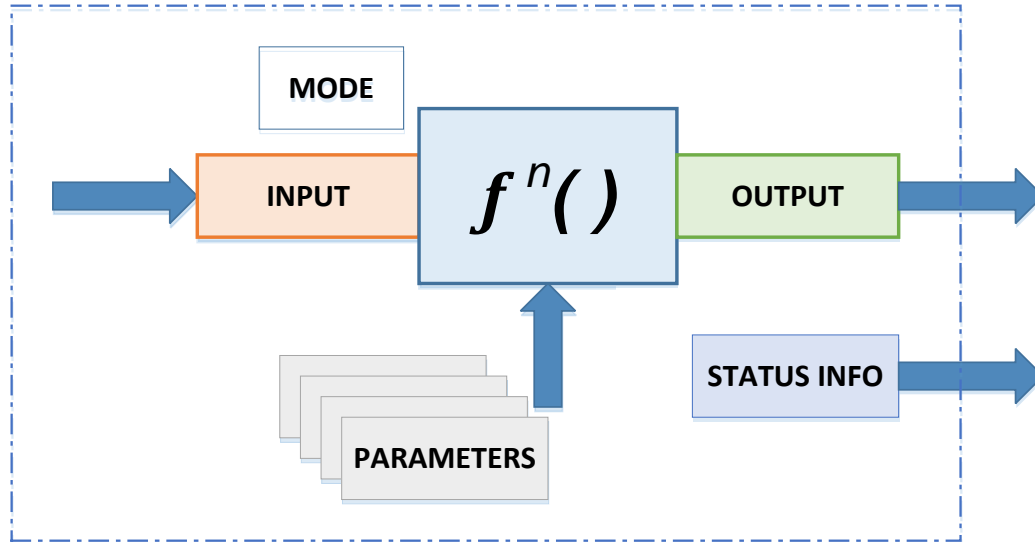 MODE
INPUT
f n( )
OUTPUT
STATUS INFO
PARAMETERS